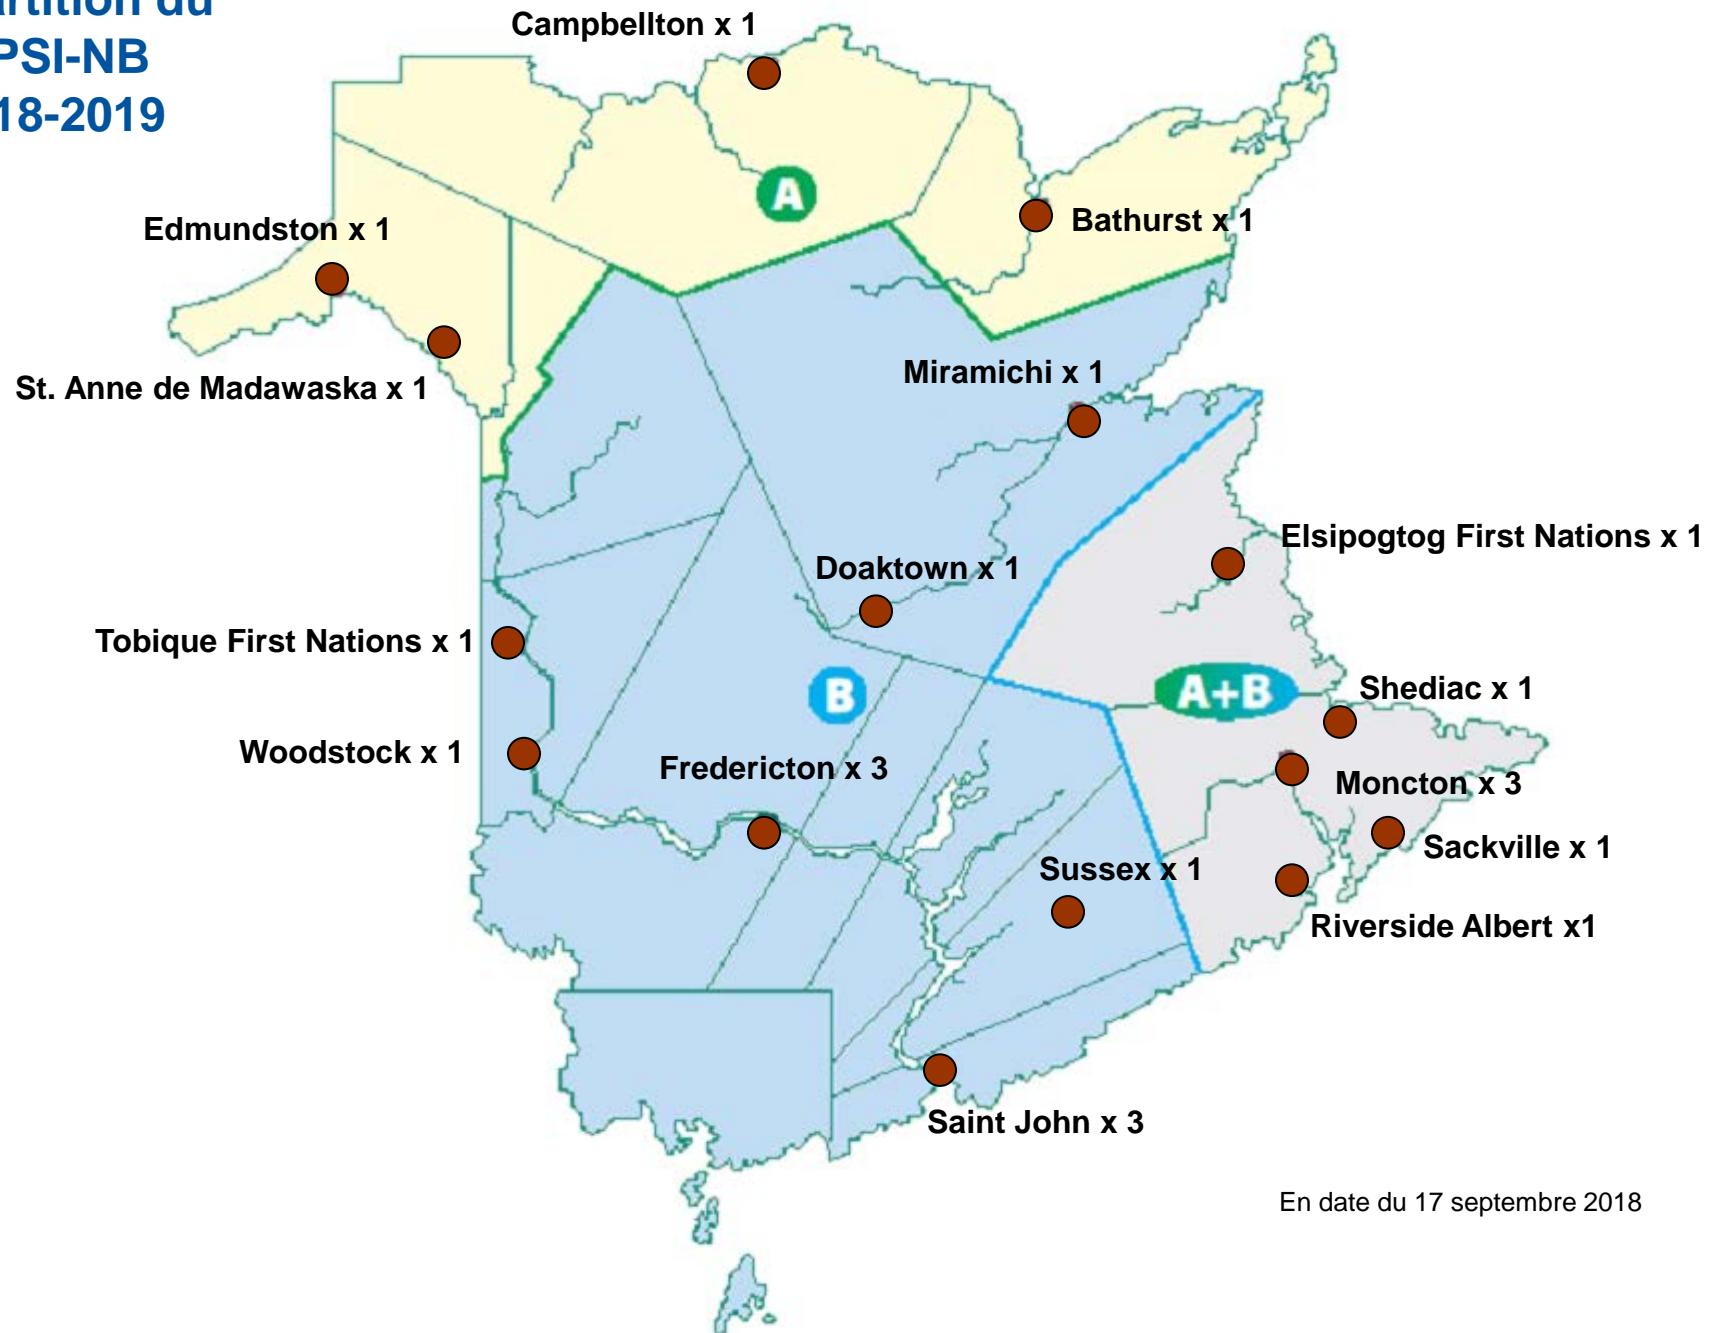 artition du
PSI-NB
18-2019
Campbellton x 1
A
Edmundston x 1
Bathurst x 1
St. Anne de Madawaska x 1
Miramichi x 1
Elsipogtog First Nations x 1
Doaktown x 1
Tobique First Nations x 1
B
A+B
Shediac x 1
Woodstock x 1
Fredericton x 3
Moncton x 3
Sackville x 1
Sussex x 1
Riverside Albert x1
Saint John x 3
En date du 17 septembre 2018